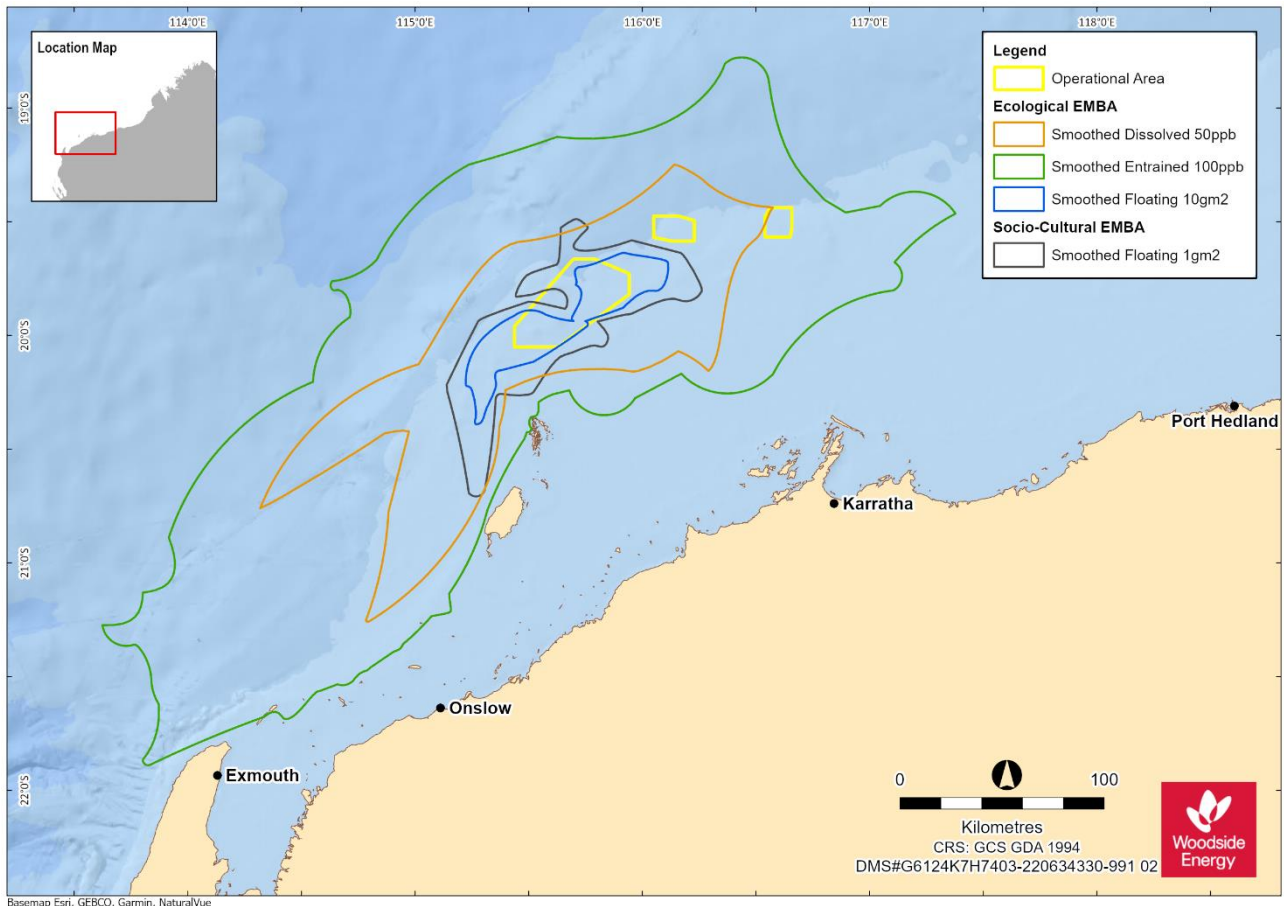 114°0'E
115°0'E
116°0'E
117°0'E
118°0'E
Location Map
Legend
Operational Area
Ecological EMBA
Smoothed Dissolved 50ppb
Smoothed Entrained 100ppb
Smoothed Floating 10gm2
Socio-Cultural EMBA
Smoothed Floating 1gm2
19°0'S
20°0'S
21°0'S
22°0'S
Port Hedland
Karratha
Onslow
Exmouth
0 100
Kilometres
CRS: GCS GDA 1994
DMS#G6124K7H7403-220634330-991 02
Woodside
Energy
Basemap Esri, GEBCO, Garmin, NaturalVue